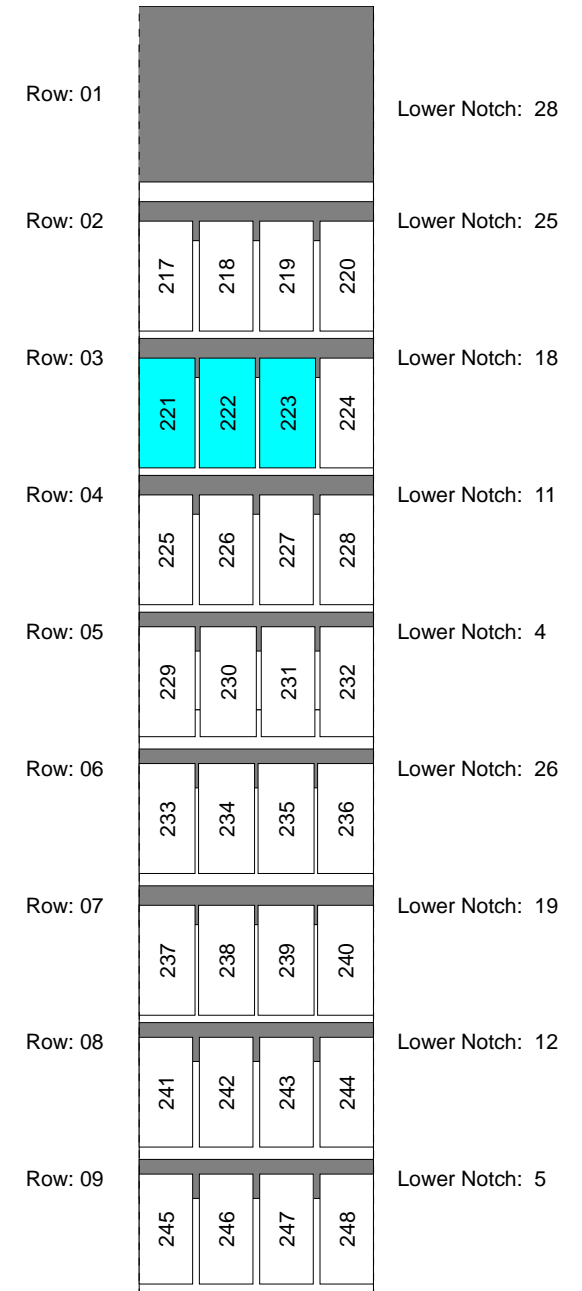 Row: 01
Lower Notch: 28
Row: 02
Lower Notch: 25
217 218 219 220
Row: 03
Lower Notch: 18
221 222 223 224
Row: 04
Lower Notch: 11
225 226 227 228
Row: 05
Lower Notch: 4
229 230 231 232
Row: 06
Lower Notch: 26
233 234 235 236
Row: 07
Lower Notch: 19
237 238 239 240
Row: 08
Lower Notch: 12
241 242 243 244
Row: 09
Lower Notch: 5
245 246 247 248